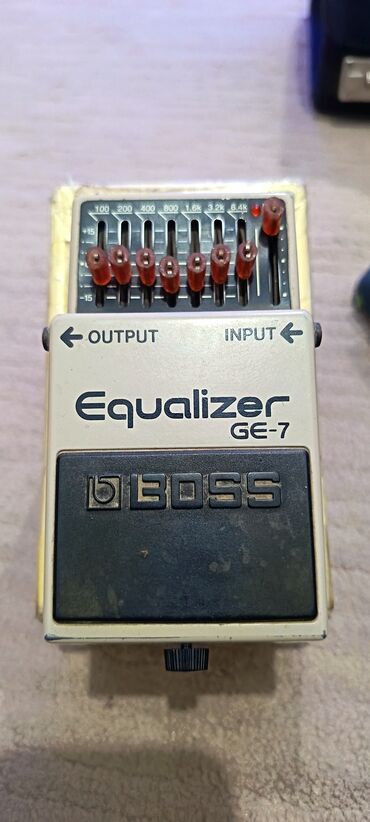 100 200 400 800 1.6k 3.2k 6.4k
+15
-15
← OUTPUT INPUT ←
Equalizer
GE-7
BOSS